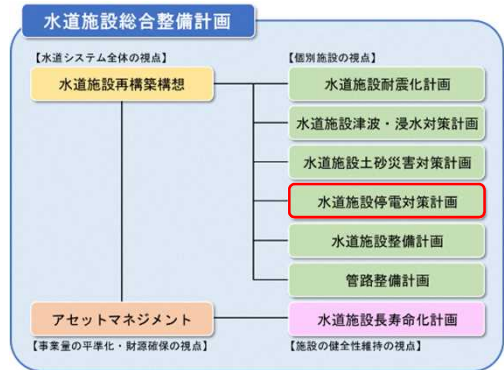 水道施設総合整備計画
【水道システム全体の視点】
水道施設再構築構想
【個別施設の視点】
水道施設耐震化計画
水道施設津波・浸水対策計画
水道施設土砂災害対策計画
水道施設停電対策計画
水道施設整備計画
管路整備計画
アセットマネジメント
【事業量の平準化・財源確保の視点】
水道施設長寿命化計画
【施設の健全性維持の視点】